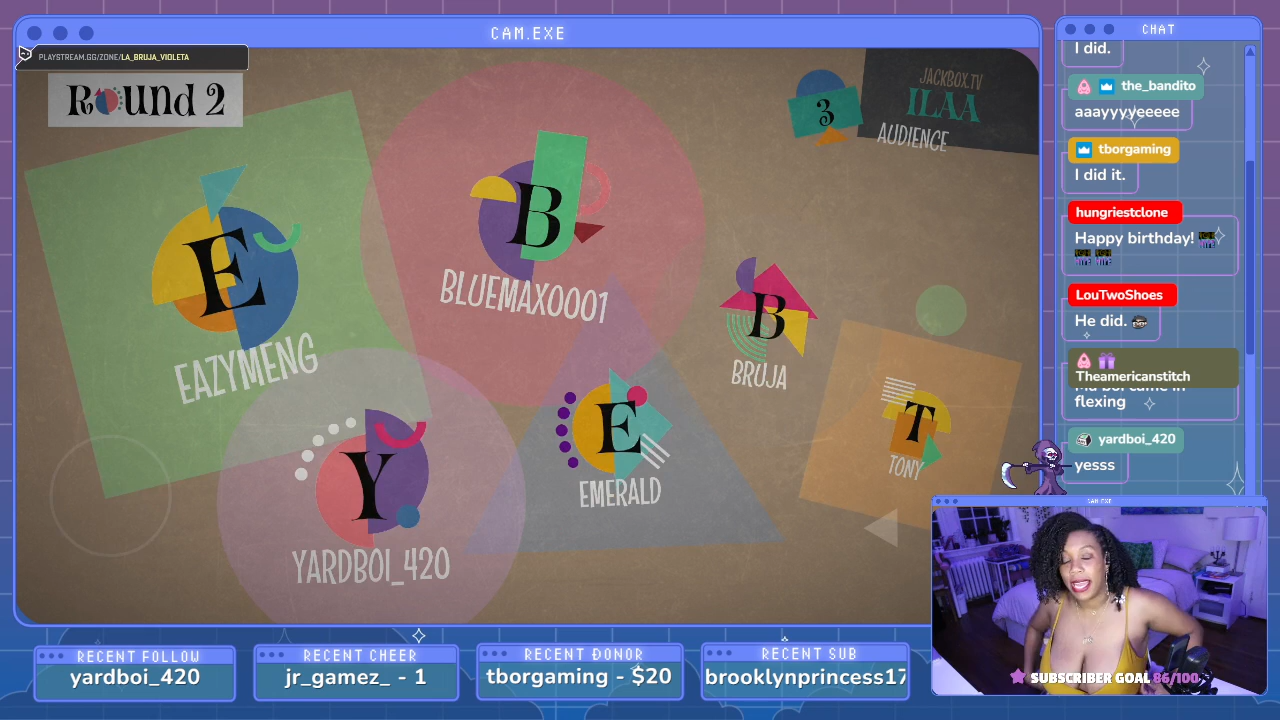 CAM.EXE
PLAYSTREAM.GG/ZONE/LA_BRUJA_VIOLETA
ROUND 2
3
JACKBOX.TV
ILAA
AUDIENCE
E
EAZYMENG
B
BLUEMAX0001
B
BRUJA
Y
YARDBOI_420
E
EMERALD
T
TONY
CHAT
I did.
the_bandito
aaayyyyeeeee
tborgaming
I did it.
hungriestclone
Happy birthday!
LouTwoShoes
He did.
Theamericanstitch
flexing
yardboi_420
yesss
CAM.EXE
SUBSCRIBER GOAL 86/100
RECENT FOLLOW
yardboi_420
RECENT CHEER
jr_gamez_ - 1
RECENT DONOR
tborgaming - $20
RECENT SUB
brooklynprincess17